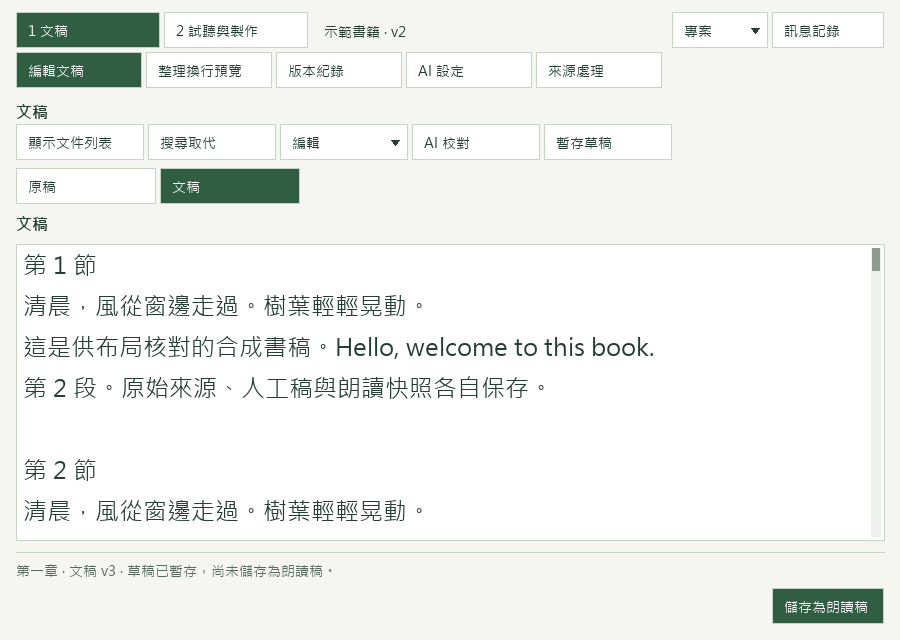 1 文稿
2 試聽與製作
示範書籍 · v2
專案
訊息記錄
編輯文稿
整理換行預覽
版本紀錄
AI 設定
來源處理
文稿
顯示文件列表
搜尋取代
編輯
AI 校對
暫存草稿
原稿
文稿
文稿
第 1 節
清晨，風從窗邊走過。樹葉輕輕晃動。
這是供布局核對的合成書稿。Hello, welcome to this book.
第 2 段。原始來源、人工稿與朗讀快照各自保存。
第 2 節
清晨，風從窗邊走過。樹葉輕輕晃動。
第一章 · 文稿 v3 · 草稿已暫存，尚未儲存為朗讀稿。
儲存為朗讀稿